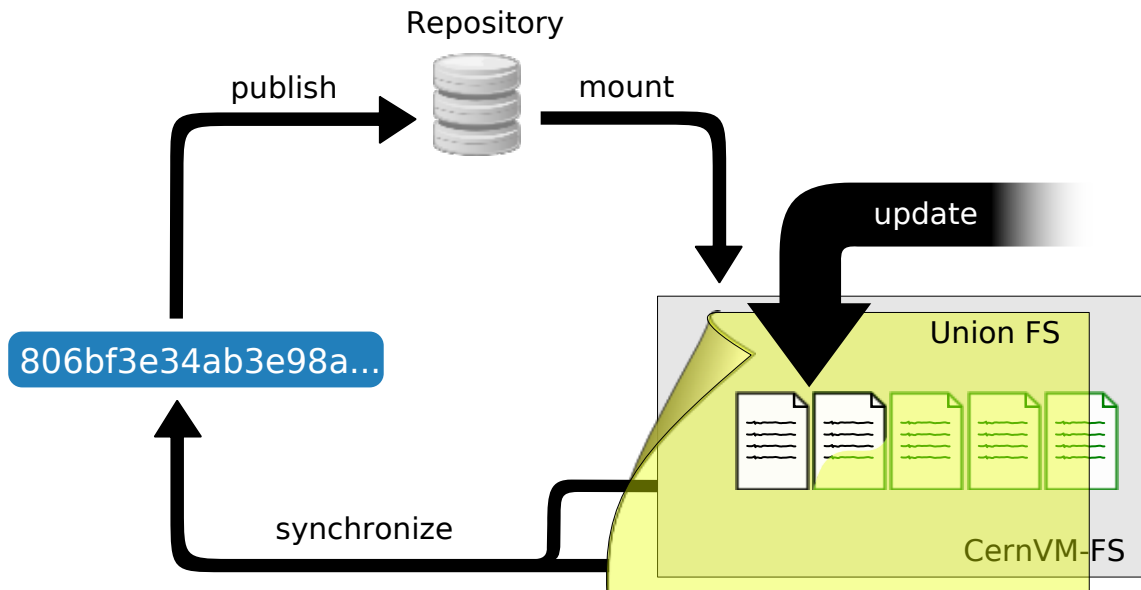 Repository
publish
mount
update
Union FS
806bf3e34ab3e98a...
synchronize
CernVM-FS